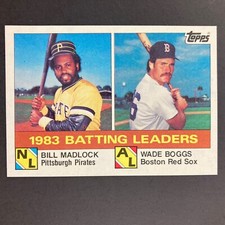 Topps
1983 BATTING LEADERS
NL BILL MADLOCK
Pittsburgh Pirates
AL WADE BOGGS
Boston Red Sox